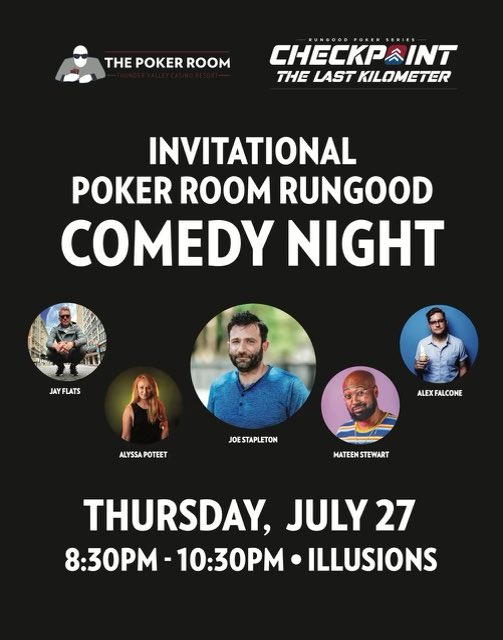 THE POKER ROOM
THUNDER VALLEY CASINO RESORT
RUNGOOD POKER SERIES
CHECKPOINT
THE LAST KILOMETER
INVITATIONAL
POKER ROOM RUNGOOD
COMEDY NIGHT
JAY FLATS
ALYSSA POTEET
JOE STAPLETON
MATEEN STEWART
ALEX FALCONE
THURSDAY, JULY 27
8:30PM - 10:30PM • ILLUSIONS